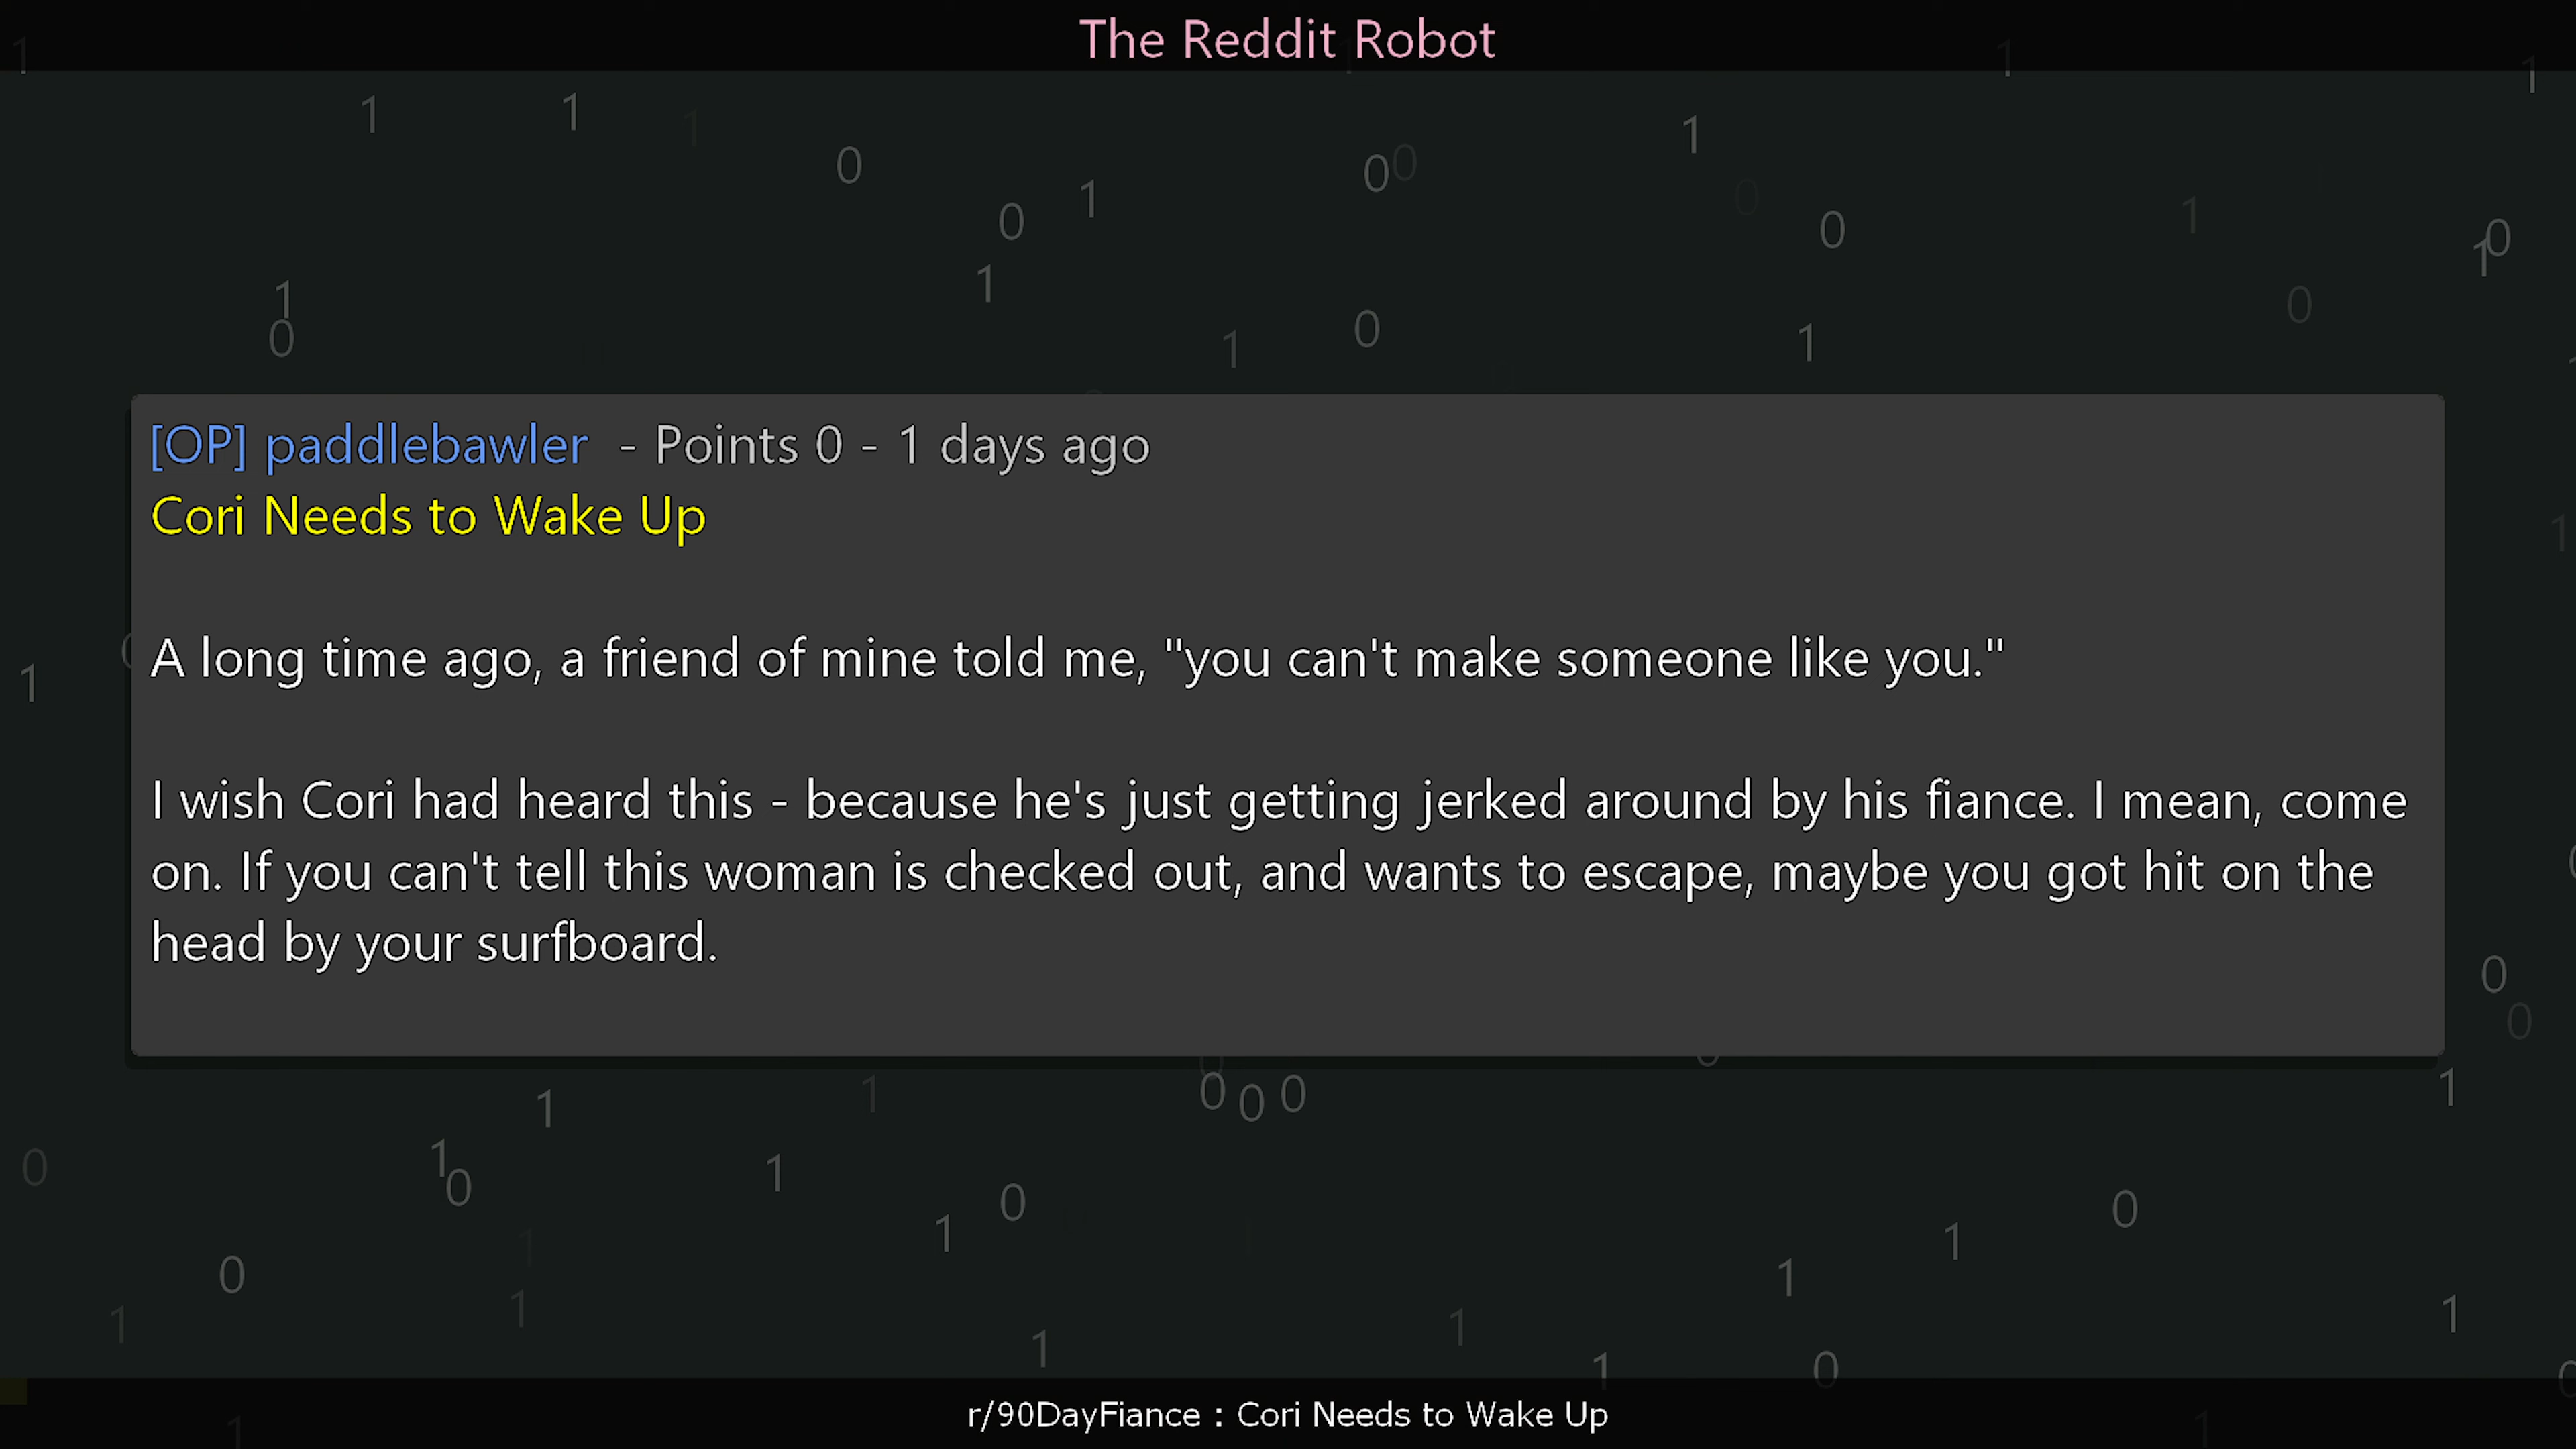 The Reddit Robot
[OP] paddlebawler - Points 0 - 1 days ago
Cori Needs to Wake Up
A long time ago, a friend of mine told me, "you can't make someone like you."
I wish Cori had heard this - because he's just getting jerked around by his fiance. I mean, come
on. If you can't tell this woman is checked out, and wants to escape, maybe you got hit on the
head by your surfboard.
r/90DayFiance : Cori Needs to Wake Up